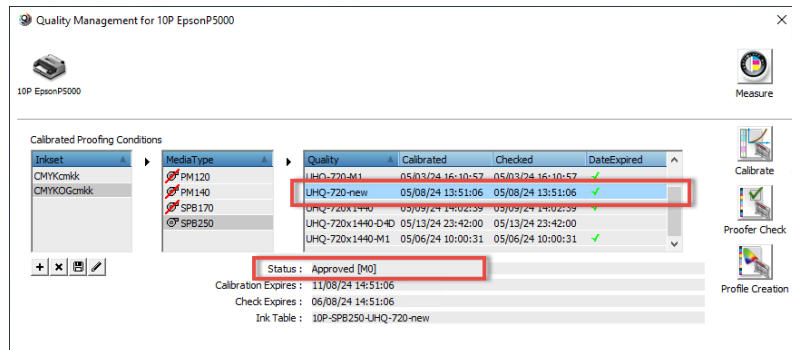 Quality Management for 10P EpsonP5000
10P EpsonP5000
Measure
Calibrated Proofing Conditions
Inkset MediaType Quality Calibrated Checked DateExpired
CMYKcmkk PM120 UHQ-720-M1 05/03/24 16:10:57 05/03/24 16:10:57
CMYKOGcmkk PM140 UHQ-720-new 05/08/24 13:51:06 05/08/24 13:51:06
SPB170 UHQ-720x1440 05/09/24 14:02:39 05/09/24 14:02:39
SPB250 UHQ-720x1440-D4D 05/13/24 23:42:00 05/13/24 23:42:00
UHQ-720x1440-M1 05/06/24 10:00:31 05/06/24 10:00:31
Calibrate
Proofer Check
Profile Creation
Status : Approved [M0]
Calibration Expires : 11/08/24 14:51:06
Check Expires : 06/08/24 14:51:06
Ink Table : 10P-SPB250-UHQ-720-new